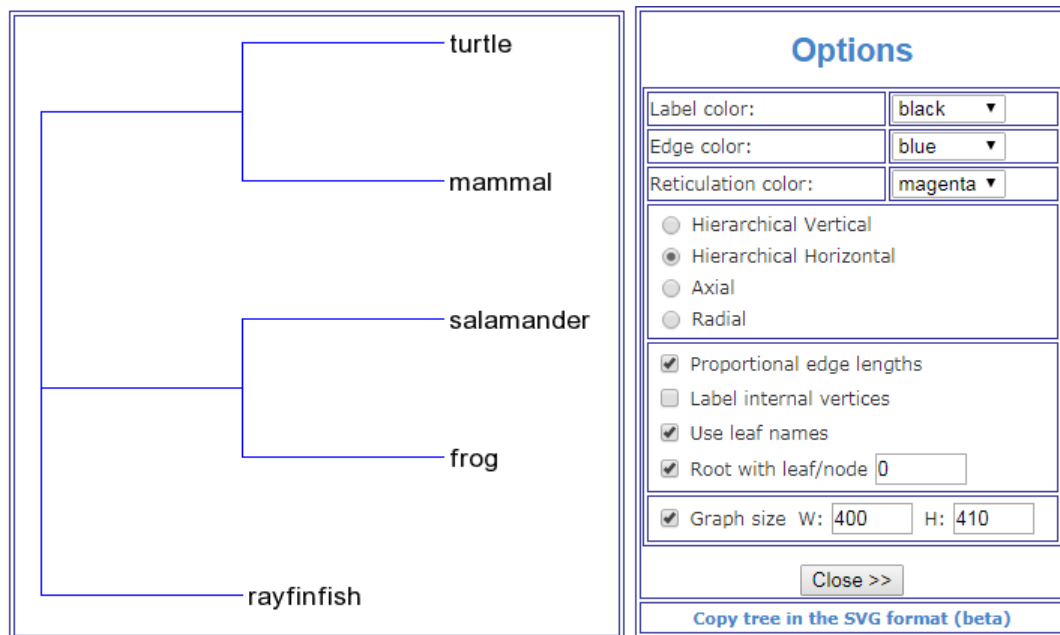 turtle
mammal
salamander
frog
rayfinfish
Options
Label color: black
Edge color: blue
Reticulation color: magenta
Hierarchical Vertical
Hierarchical Horizontal
Axial
Radial
Proportional edge lengths
Label internal vertices
Use leaf names
Root with leaf/node 0
Graph size W: 400 H: 410
Close >>
Copy tree in the SVG format (beta)